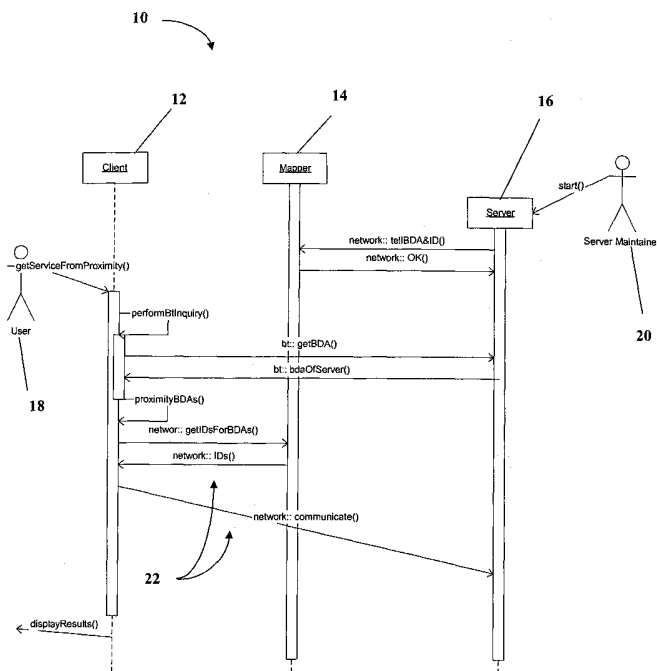 10
12
14
16
Client
Mapper
Server
start()
Server Maintaine
20
network:: tellBDA&ID()
network:: OK()
getServiceFromProximity()
User
18
performBtInquiry()
bt:: getBDA()
bt:: bdaOfServer()
proximityBDAs()
networ:: getIDsForBDAs()
network:: IDs()
network:: communicate()
22
displayResults()